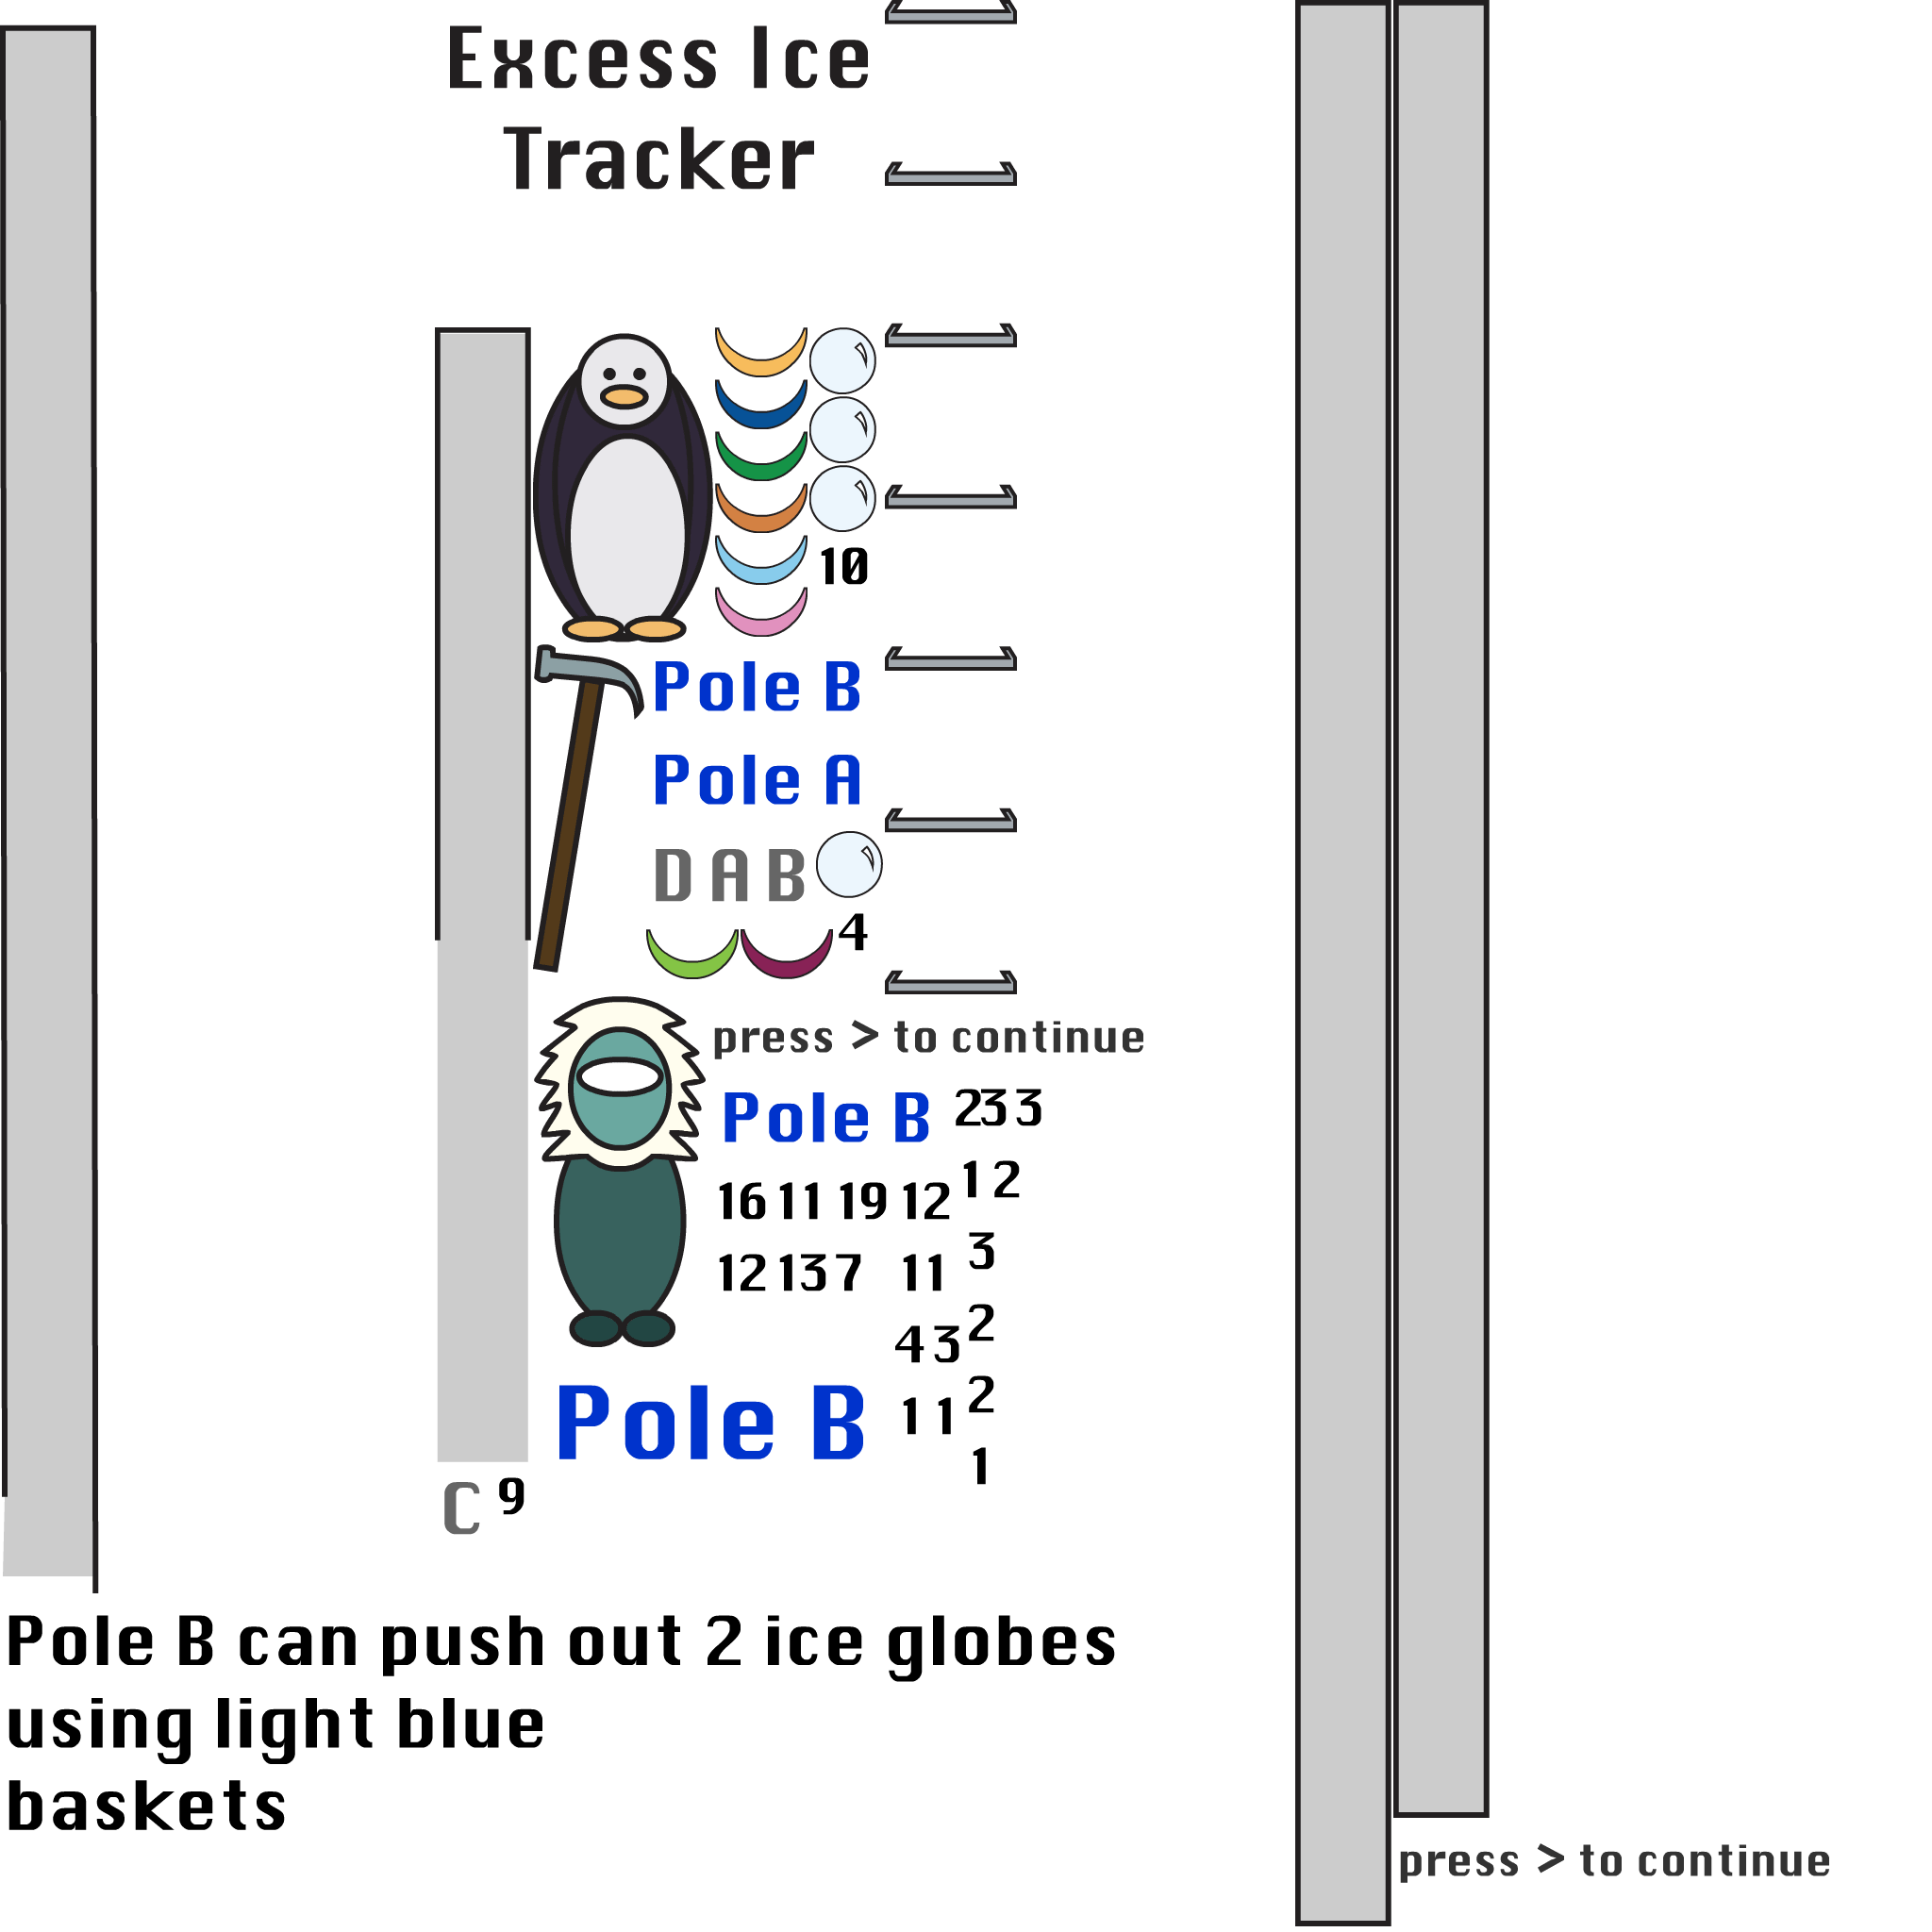 Excess Ice
Tracker
10
Pole B
Pole A
D A B
4
press > to continue
Pole B 233
1 2
16 11 19 12
3
12 13 7 11
2
4 3
2
1 1
Pole B
1
C 9
Pole B can push out 2 ice globes
using light blue
baskets
press > to continue